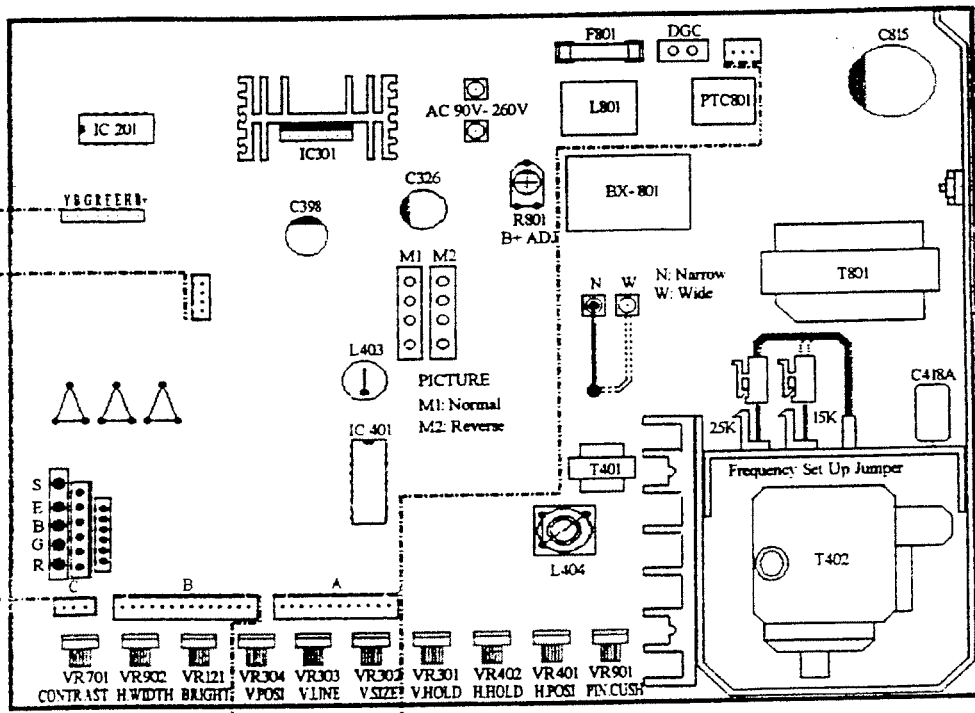 F801
DGC
C815
AC 90V- 260V
L801
PTC801
IC 201
IC301
BX- 801
C326
YBGREEHB+
C398
R801
B+ ADJ
T801
M1 M2
N W
N: Narrow
W: Wide
L403
PICTURE
M1: Normal
M2: Reverse
C418A
25K
15K
IC 401
T401
Frequency Set Up Jumper
S
E
B
G
R
L404
T402
C
B
A
VR701 VR902 VR121 VR304 VR303 VR302 VR301 VR402 VR401 VR901
CONTRAST H.WIDTH BRIGHT V.POSI V.LINE V.SIZE V.HOLD H.HOLD H.POSI PIN.CUSH